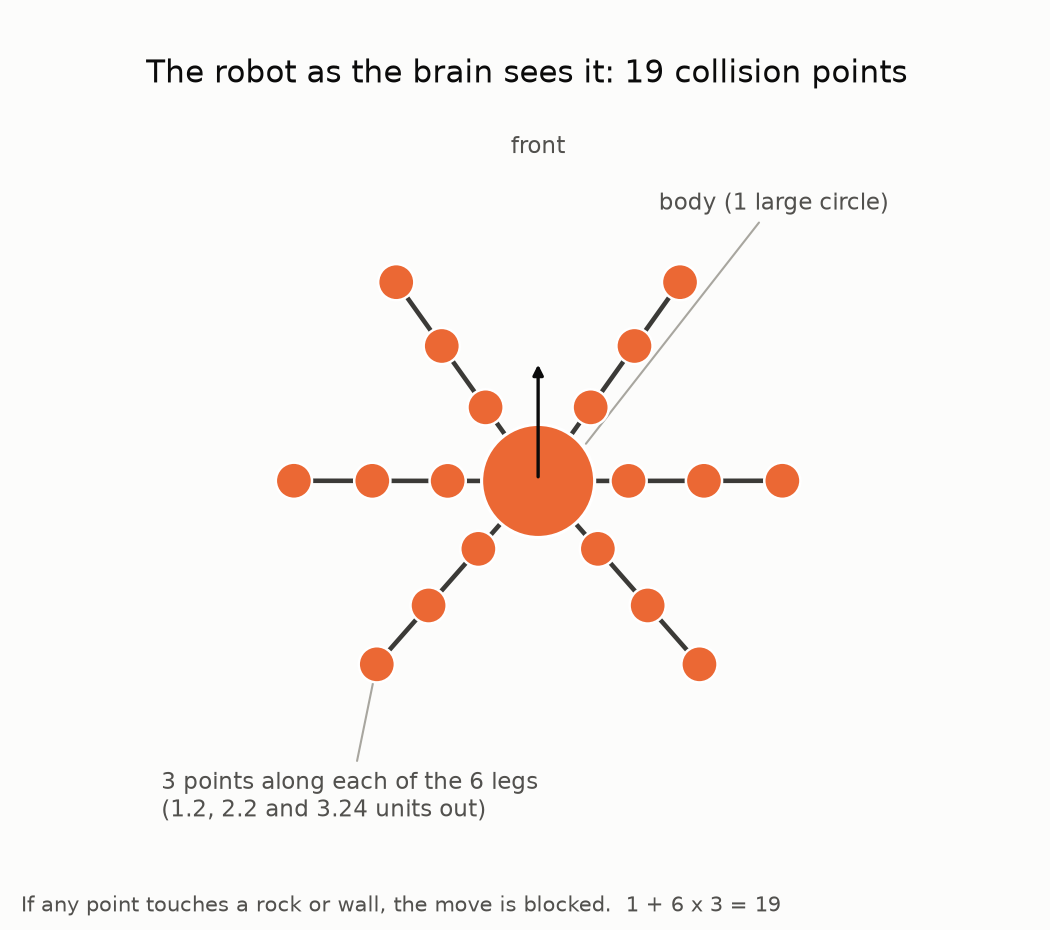 The robot as the brain sees it: 19 collision points
front
body (1 large circle)
3 points along each of the 6 legs
(1.2, 2.2 and 3.24 units out)
If any point touches a rock or wall, the move is blocked.  1 + 6 x 3 = 19